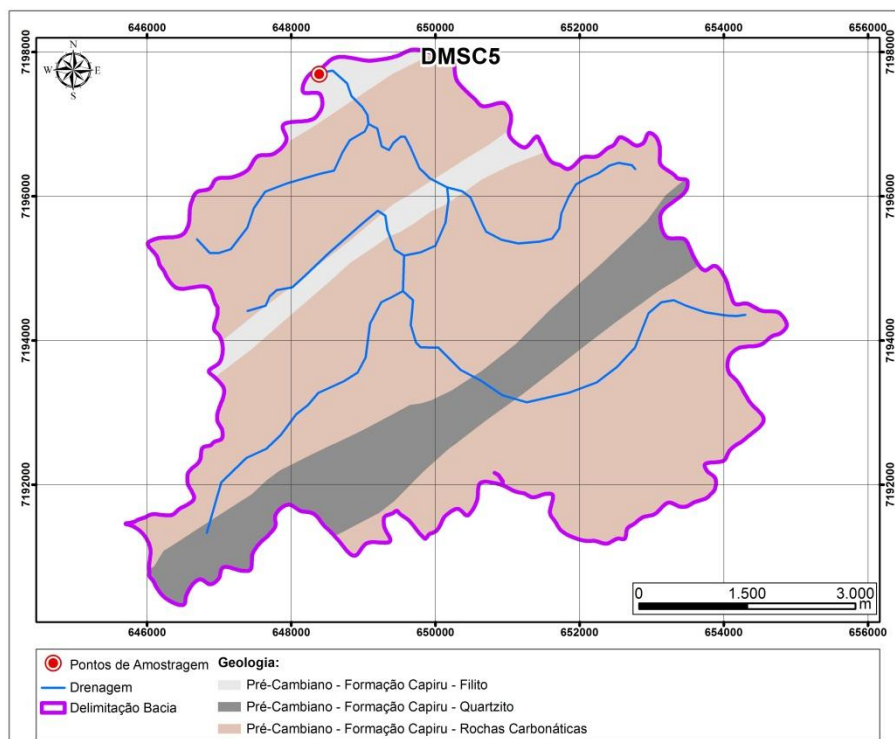 646000 648000 650000 652000 654000 656000
7198000 7198000
N
W E
S
DMSC5
7196000 7196000
7194000 7194000
7192000 7192000
0 1.500 3.000
m
646000 648000 650000 652000 654000 656000
Pontos de Amostragem
Drenagem
Delimitação Bacia
Geologia:
Pré-Cambiano - Formação Capiru - Filito
Pré-Cambiano - Formação Capiru - Quartzito
Pré-Cambiano - Formação Capiru - Rochas Carbonáticas